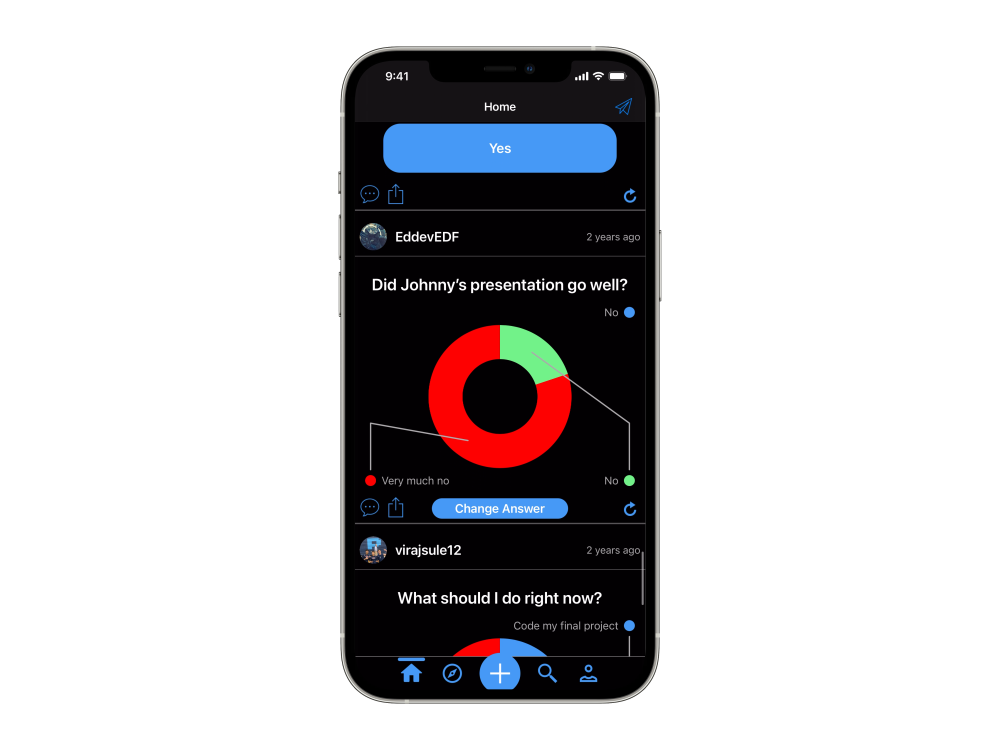 9:41
Home
Yes
EddevEDF
2 years ago
Did Johnny’s presentation go well?
No
Very much no
No
Change Answer
virajsule12
2 years ago
What should I do right now?
Code my final project